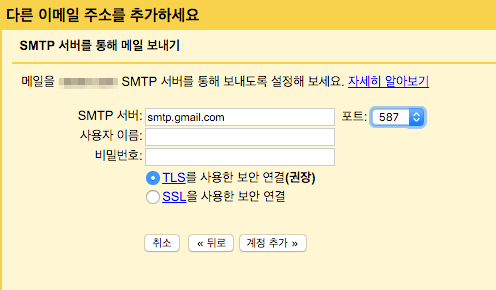 다른 이메일 주소를 추가하세요
SMTP 서버를 통해 메일 보내기
메일을 SMTP 서버를 통해 보내도록 설정해 보세요. 자세히 알아보기
SMTP 서버: smtp.gmail.com 포트: 587
사용자 이름:
비밀번호:
TLS를 사용한 보안 연결(권장)
SSL을 사용한 보안 연결
취소 « 뒤로 계정 추가 »